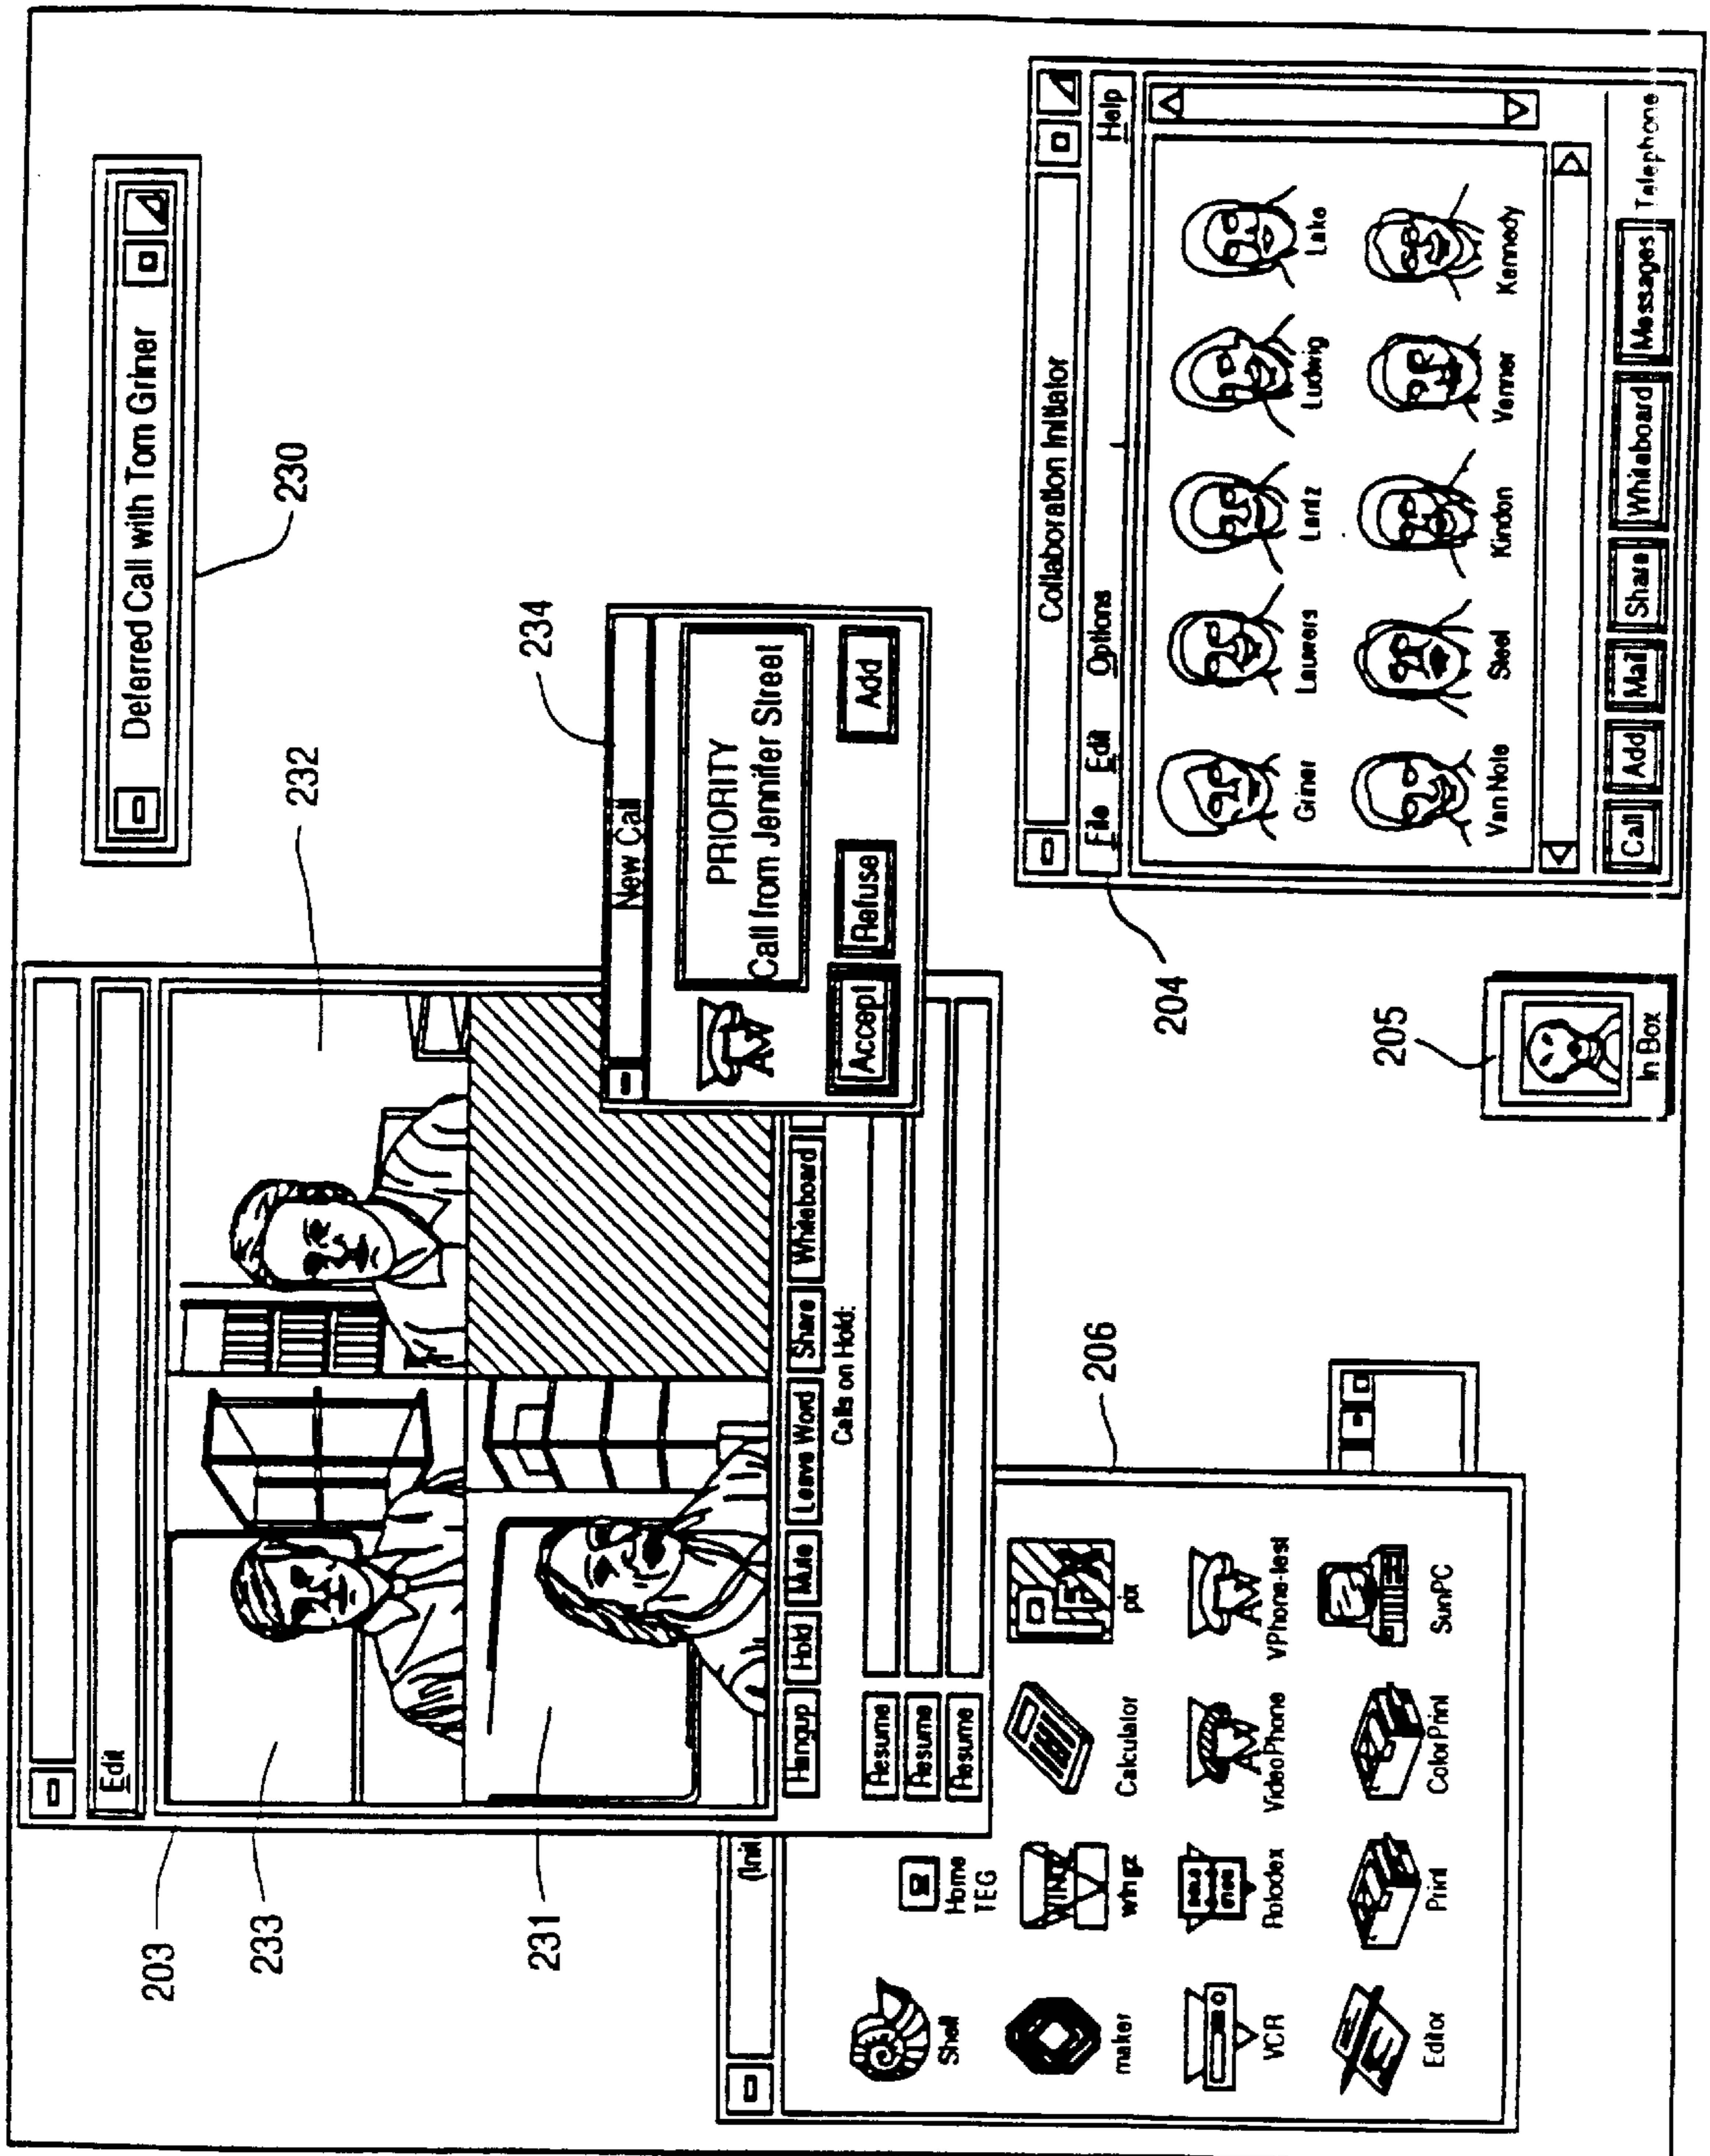 203
233
231
Edit
232
Hangup Hold Mute Leave Word Share Whiteboard
Calls on Hold:
Resume
Resume
Resume
Deferred Call with Tom Griner
230
234
New Call
PRIORITY
Call from Jennifer Street
Accept Refuse Add
(Init
Shell
Home
TEG
maker
wingz
Calculator
pix
VCR
Rolodex
VideoPhone
VPhone-test
Editor
Print
ColorPrint
SunPC
206
205
In Box
204
Collaboration Initiator
File Edit Options Help
Griner Lauwers Lantz Ludwig Lake
Van Note Steel Kirdon Venner Kennedy
Call Add Mail Share Whiteboard Messages Telephone